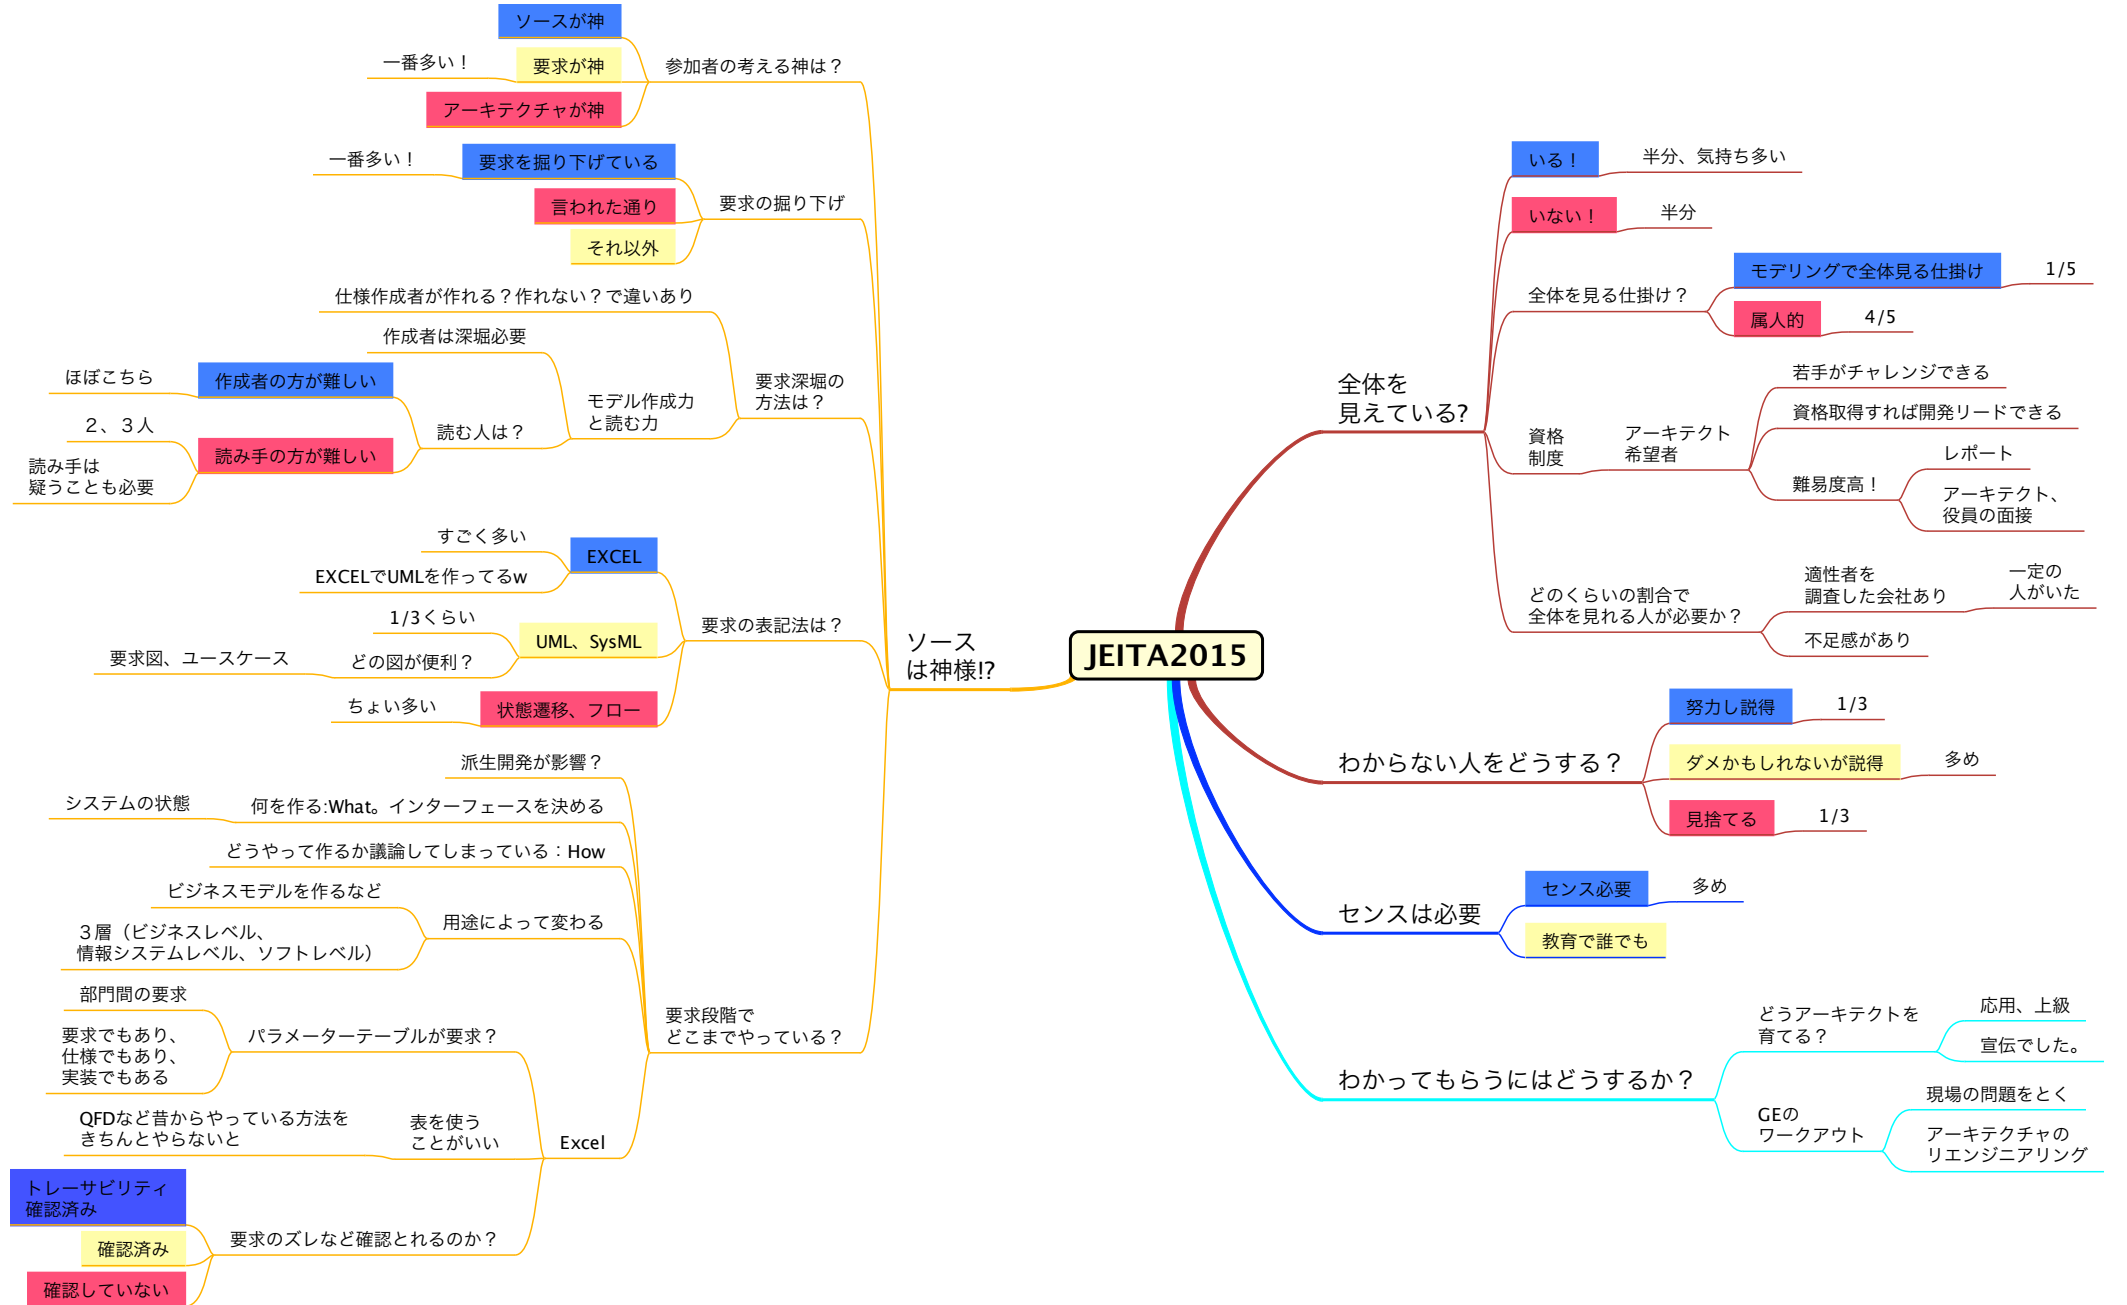 JEITA2015
ソース
は神様!?
参加者の考える神は？
ソースが神
要求が神
一番多い！
アーキテクチャが神
要求の掘り下げ
要求を掘り下げている
一番多い！
言われた通り
それ以外
要求深堀の
方法は？
仕様作成者が作れる？作れない？で違いあり
モデル作成力
と読む力
作成者は深堀必要
読む人は？
作成者の方が難しい
ほぼこちら
読み手の方が難しい
２、３人
読み手は
疑うことも必要
要求の表記法は？
EXCEL
すごく多い
EXCELでUMLを作ってるw
UML、SysML
1/3くらい
どの図が便利？
要求図、ユースケース
状態遷移、フロー
ちょい多い
要求段階で
どこまでやっている？
派生開発が影響？
何を作る:What。インターフェースを決める
システムの状態
どうやって作るか議論してしまっている：How
用途によって変わる
ビジネスモデルを作るなど
３層（ビジネスレベル、
情報システムレベル、ソフトレベル）
Excel
パラメーターテーブルが要求？
部門間の要求
要求でもあり、
仕様でもあり、
実装でもある
表を使う
ことがいい
QFDなど昔からやっている方法を
きちんとやらないと
要求のズレなど確認とれるのか？
トレーサビリティ
確認済み
確認済み
確認していない
全体を
見えている?
いる！
半分、気持ち多い
いない！
半分
全体を見る仕掛け？
モデリングで全体見る仕掛け
1/5
属人的
4/5
資格
制度
アーキテクト
希望者
若手がチャレンジできる
資格取得すれば開発リードできる
難易度高！
レポート
アーキテクト、
役員の面接
どのくらいの割合で
全体を見れる人が必要か？
適性者を
調査した会社あり
一定の
人がいた
不足感があり
わからない人をどうする？
努力し説得
1/3
ダメかもしれないが説得
多め
見捨てる
1/3
センスは必要
センス必要
多め
教育で誰でも
わかってもらうにはどうするか？
どうアーキテクトを
育てる？
応用、上級
宣伝でした。
GEの
ワークアウト
現場の問題をとく
アーキテクチャの
リエンジニアリング